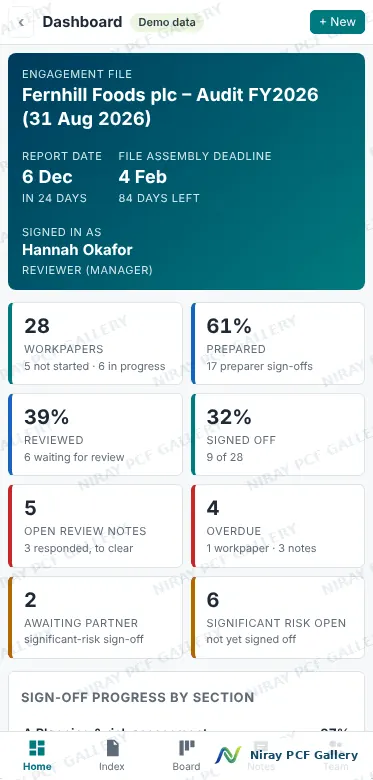 Dashboard
Demo data
+ New
ENGAGEMENT FILE
Fernhill Foods plc – Audit FY2026
(31 Aug 2026)
REPORT DATE FILE ASSEMBLY DEADLINE
6 Dec 4 Feb
IN 24 DAYS 84 DAYS LEFT
SIGNED IN AS
Hannah Okafor
REVIEWER (MANAGER)
28
WORKPAPERS
5 not started · 6 in progress
61%
PREPARED
17 preparer sign-offs
39%
REVIEWED
6 waiting for review
32%
SIGNED OFF
9 of 28
5
OPEN REVIEW NOTES
3 responded, to clear
4
OVERDUE
1 workpaper · 3 notes
2
AWAITING PARTNER
significant-risk sign-off
6
SIGNIFICANT RISK OPEN
not yet signed off
SIGN-OFF PROGRESS BY SECTION
Home
Index
Board
Notes
Team
Niray PCF Gallery
NIRAY PCF GALLERY